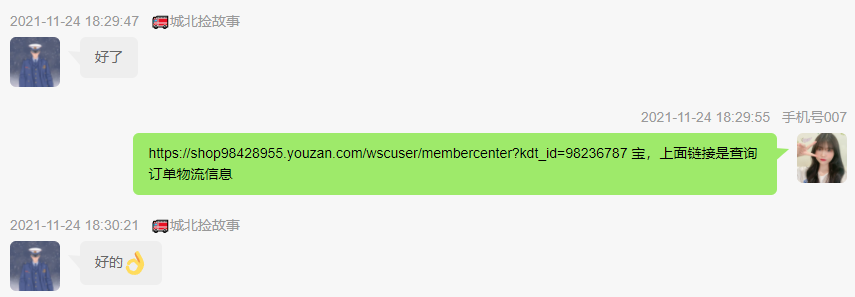 2021-11-24 18:29:47 🚒城北捡故事
好了
2021-11-24 18:29:55 手机号007
https://shop98428955.youzan.com/wscuser/membercenter?kdt_id=98236787 宝，上面链接是查询
订单物流信息
2021-11-24 18:30:21 🚒城北捡故事
好的👌